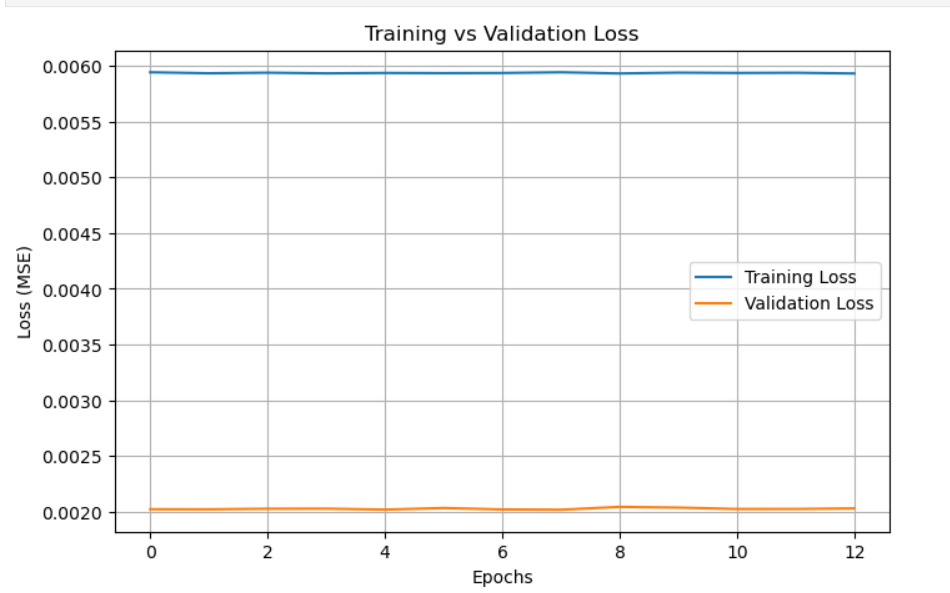 Training vs Validation Loss
0.0060
0.0055
0.0050
0.0045
0.0040
0.0035
0.0030
0.0025
0.0020
Loss (MSE)
Training Loss
Validation Loss
0 2 4 6 8 10 12
Epochs